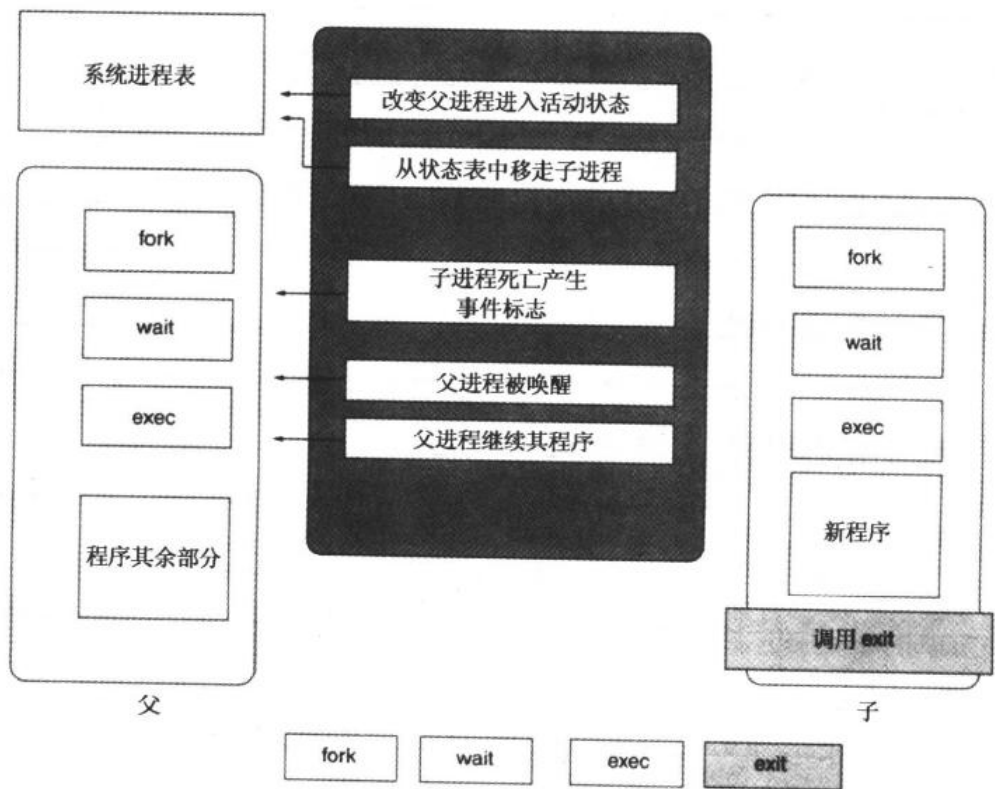 系统进程表
改变父进程进入活动状态
从状态表中移走子进程
子进程死亡产生
事件标志
父进程被唤醒
父进程继续其程序
fork
wait
exec
程序其余部分
父
fork
wait
exec
新程序
调用 exit
子
fork
wait
exec
exit